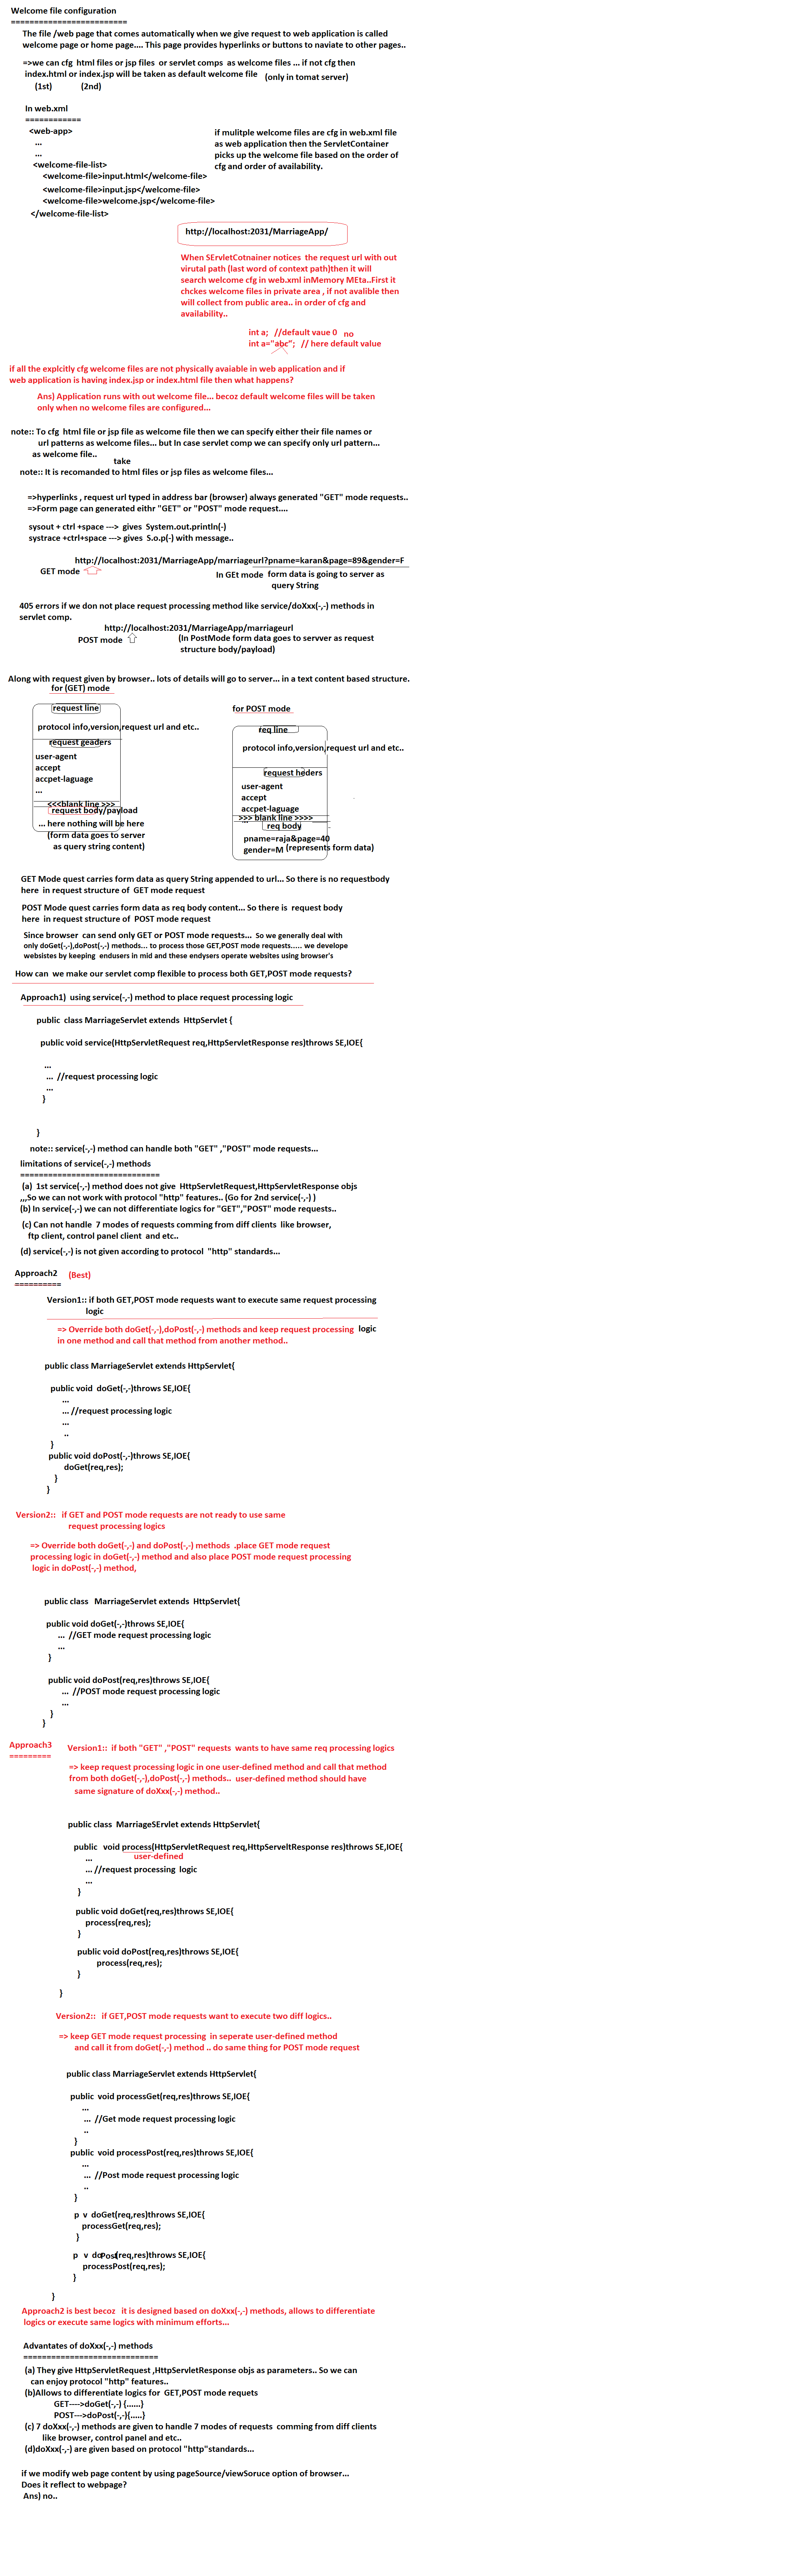 Welcome file configuration
=========================
The file /web page that comes automatically when we give request to web application is called
welcome page or home page.... This page provides hyperlinks or buttons to naviate to other pages..
=>we can cfg html files or jsp files or servlet comps as welcome files ... if not cfg then
index.html or index.jsp will be taken as default welcome file (only in tomat server)
(1st) (2nd)
In web.xml
============
<web-app>
...
...
<welcome-file-list>
<welcome-file>input.html</welcome-file>
<welcome-file>input.jsp</welcome-file>
<welcome-file>welcome.jsp</welcome-file>
</welcome-file-list>
if mulitple welcome files are cfg in web.xml file
as web application then the ServletContainer
picks up the welcome file based on the order of
cfg and order of availability.
http://localhost:2031/MarriageApp/
When SErvletCotnainer notices the request url with out
virutal path (last word of context path)then it will
search welcome cfg in web.xml inMemory MEta..First it
chckes welcome files in private area , if not avalible then
will collect from public area.. in order of cfg and
availability..
int a; //default vaue 0
int a="abc"; // here no default value
if all the explcitly cfg welcome files are not physically avaiable in web application and if
web application is having index.jsp or index.html file then what happens?
Ans) Application runs with out welcome file... becoz default welcome files will be taken
only when no welcome files are configured...
note:: To cfg html file or jsp file as welcome file then we can specify either their file names or
url patterns as welcome files... but In case servlet comp we can specify only url pattern...
as welcome file..
take
note:: It is recomanded to html files or jsp files as welcome files...
=>hyperlinks , request url typed in address bar (browser) always generated "GET" mode requests..
=>Form page can generated eithr "GET" or "POST" mode request....
sysout + ctrl +space ---> gives System.out.println(-)
systrace +ctrl+space ---> gives S.o.p(-) with message..
http://localhost:2031/MarriageApp/marriageurl?pname=karan&page=89&gender=F
GET mode
In GEt mode form data is going to server as
query String
405 errors if we don not place request processing method like service/doXxx(-,-) methods in
servlet comp.
http://localhost:2031/MarriageApp/marriageurl
POST mode
(In PostMode form data goes to servver as request
structure body/payload)
Along with request given by browser.. lots of details will go to server... in a text content based structure.
for (GET) mode
request line
protocol info,version,request url and etc..
request geaders
user-agent
accept
accpet-laguage
...
<<<blank line >>>
request body/payload
... here nothing will be here
(form data goes to server
as query string content)
for POST mode
req line
protocol info,version,request url and etc..
request heders
user-agent
accept
accpet-laguage
...
>>> blank line >>>>
req body
pname=raja&page=40
gender=M (represents form data)
GET Mode quest carries form data as query String appended to url... So there is no requestbody
here in request structure of GET mode request
POST Mode quest carries form data as req body content... So there is request body
here in request structure of POST mode request
Since browser can send only GET or POST mode requests... So we generally deal with
only doGet(-,-),doPost(-,-) methods... to process those GET,POST mode requests..... we develope
websistes by keeping endusers in mid and these endysers operate websites using browser's
How can we make our servlet comp flexible to process both GET,POST mode requests?
Approach1) using service(-,-) method to place request processing logic
public class MarriageServlet extends HttpServlet {
public void service(HttpServletRequest req,HttpServletResponse res)throws SE,IOE{
...
... //request processing logic
...
}
}
note:: service(-,-) method can handle both "GET" ,"POST" mode requests...
limitations of service(-,-) methods
==============================
(a) 1st service(-,-) method does not give HttpServletRequest,HttpServletResponse objs
,,,So we can not work with protocol "http" features.. (Go for 2nd service(-,-) )
(b) In service(-,-) we can not differentiate logics for "GET","POST" mode requests..
(c) Can not handle 7 modes of requests comming from diff clients like browser,
ftp client, control panel client and etc..
(d) service(-,-) is not given according to protocol "http" standards...
Approach2 (Best)
==========
Version1:: if both GET,POST mode requests want to execute same request processing
logic
=> Override both doGet(-,-),doPost(-,-) methods and keep request processing logic
in one method and call that method from another method..
public class MarriageServlet extends HttpServlet{
public void doGet(-,-)throws SE,IOE{
...
... //request processing logic
...
..
}
public void doPost(-,-)throws SE,IOE{
doGet(req,res);
}
}
Version2:: if GET and POST mode requests are not ready to use same
request processing logics
=> Override both doGet(-,-) and doPost(-,-) methods .place GET mode request
processing logic in doGet(-,-) method and also place POST mode request processing
logic in doPost(-,-) method,
public class MarriageServlet extends HttpServlet{
public void doGet(-,-)throws SE,IOE{
... //GET mode request processing logic
...
}
public void doPost(req,res)throws SE,IOE{
... //POST mode request processing logic
...
}
}
Approach3
=========
Version1:: if both "GET" ,"POST" requests wants to have same req processing logics
=> keep request processing logic in one user-defined method and call that method
from both doGet(-,-),doPost(-,-) methods.. user-defined method should have
same signature of doXxx(-,-) method..
public class MarriageSErvlet extends HttpServlet{
public void process(HttpServletRequest req,HttpServeltResponse res)throws SE,IOE{
user-defined
...
... //request processing logic
...
}
public void doGet(req,res)throws SE,IOE{
process(req,res);
}
public void doPost(req,res)throws SE,IOE{
process(req,res);
}
}
Version2:: if GET,POST mode requests want to execute two diff logics..
=> keep GET mode request processing in seperate user-defined method
and call it from doGet(-,-) method .. do same thing for POST mode request
public class MarriageServlet extends HttpServlet{
public void processGet(req,res)throws SE,IOE{
...
... //Get mode request processing logic
..
}
public void processPost(req,res)throws SE,IOE{
...
... //Post mode request processing logic
..
}
p v doGet(req,res)throws SE,IOE{
processGet(req,res);
}
p v doPost(req,res)throws SE,IOE{
processPost(req,res);
}
}
Approach2 is best becoz it is designed based on doXxx(-,-) methods, allows to differentiate
logics or execute same logics with minimum efforts...
Advantates of doXxx(-,-) methods
=============================
(a) They give HttpServletRequest ,HttpServletResponse objs as parameters.. So we can
can enjoy protocol "http" features..
(b)Allows to differentiate logics for GET,POST mode requets
GET---->doGet(-,-) {......}
POST--->doPost(-,-){.....}
(c) 7 doXxx(-,-) methods are given to handle 7 modes of requests comming from diff clients
like browser, control panel and etc..
(d)doXxx(-,-) are given based on protocol "http"standards...
if we modify web page content by using pageSource/viewSoruce option of browser...
Does it reflect to webpage?
Ans) no..